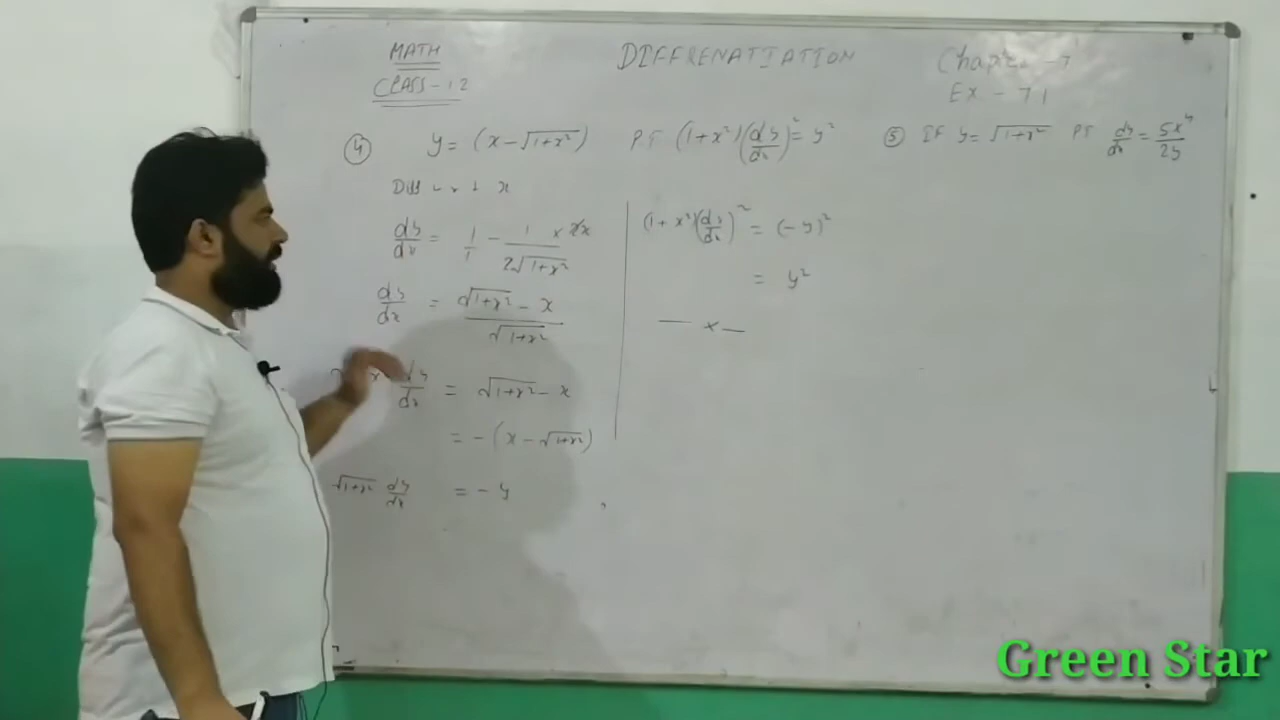 MATH
CLASS-12
DIFFRENATIATION
Chapter -7
EX - 71
④ y = (x-√1+x²) P.T (1+x²)(dy/dx)² = y²
Diff w r t x
dy/dx = 1/1 - 1/2√1+x² × 2x
dy/dx = √1+x² - x / √1+x²
dy/dx = √1+x² - x
= -(x-√1+x²)
√1+x² dy/dx = - y
(1+x²)(dy/dx)² = (-y)²
= y²
— × —
⑤ IF y = √1+x² P.T dy/dx = 5x⁴/2y
Green Star